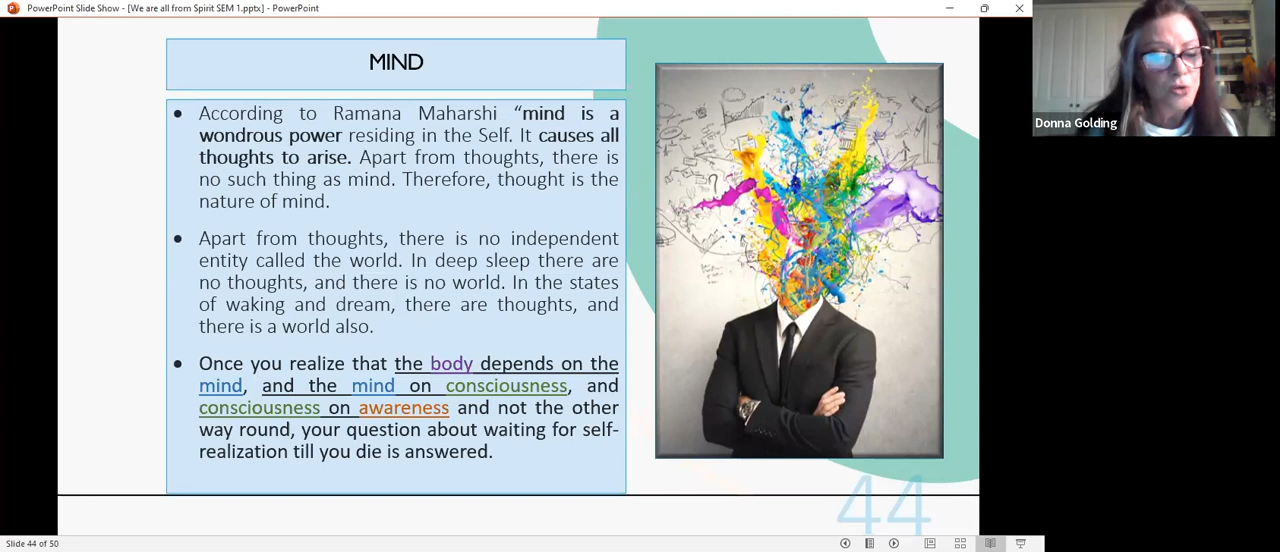 PowerPoint Slide Show - [We are all from Spirit SEM 1.pptx] - PowerPoint
MIND
• According to Ramana Maharshi “mind is a
wondrous power residing in the Self. It causes all
thoughts to arise. Apart from thoughts, there is
no such thing as mind. Therefore, thought is the
nature of mind.
• Apart from thoughts, there is no independent
entity called the world. In deep sleep there are
no thoughts, and there is no world. In the states
of waking and dream, there are thoughts, and
there is a world also.
• Once you realize that the body depends on the
mind, and the mind on consciousness, and
consciousness on awareness and not the other
way round, your question about waiting for self-
realization till you die is answered.
Donna Golding
44
Slide 44 of 50